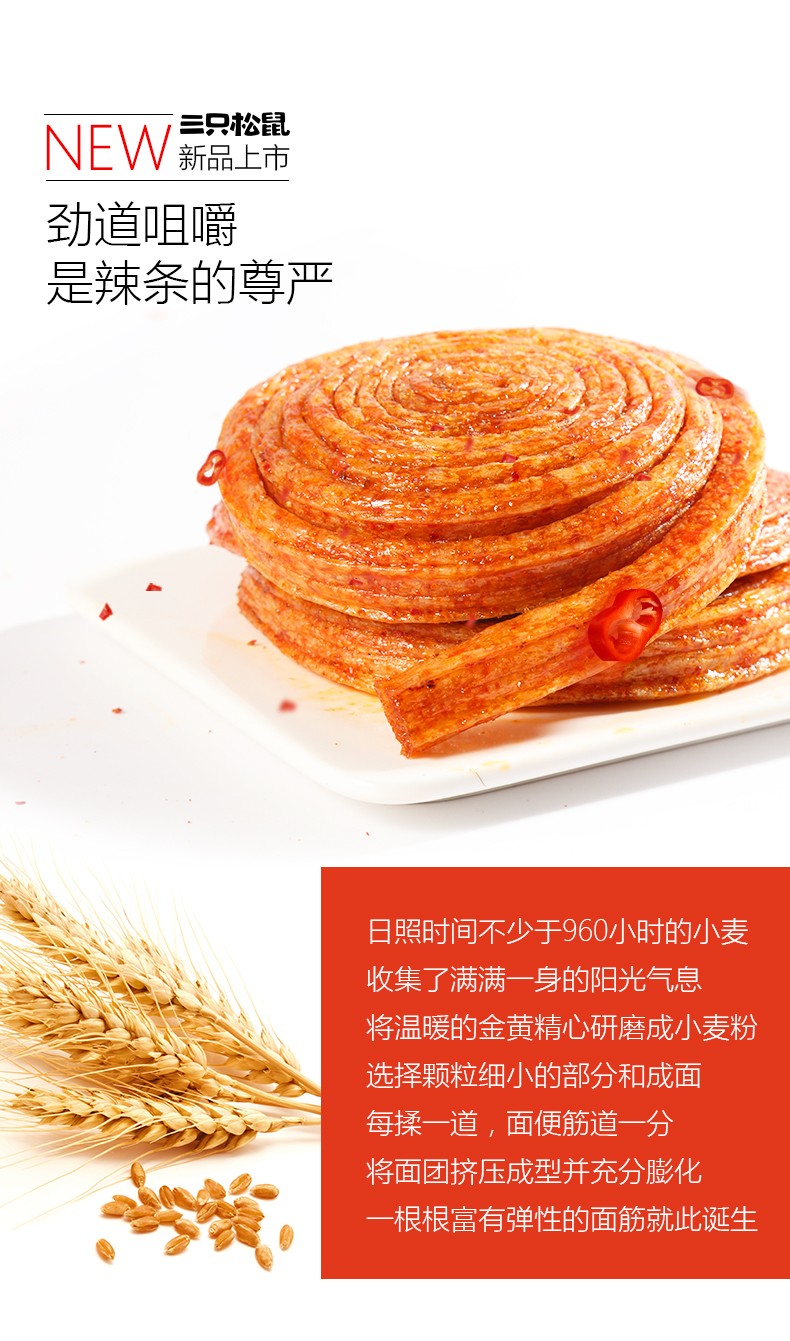 NEW
三只松鼠
新品上市
劲道咀嚼
是辣条的尊严
日照时间不少于960小时的小麦
收集了满满一身的阳光气息
将温暖的金黄精心研磨成小麦粉
选择颗粒细小的部分和成面
每揉一道，面便筋道一分
将面团挤压成型并充分膨化
一根根富有弹性的面筋就此诞生